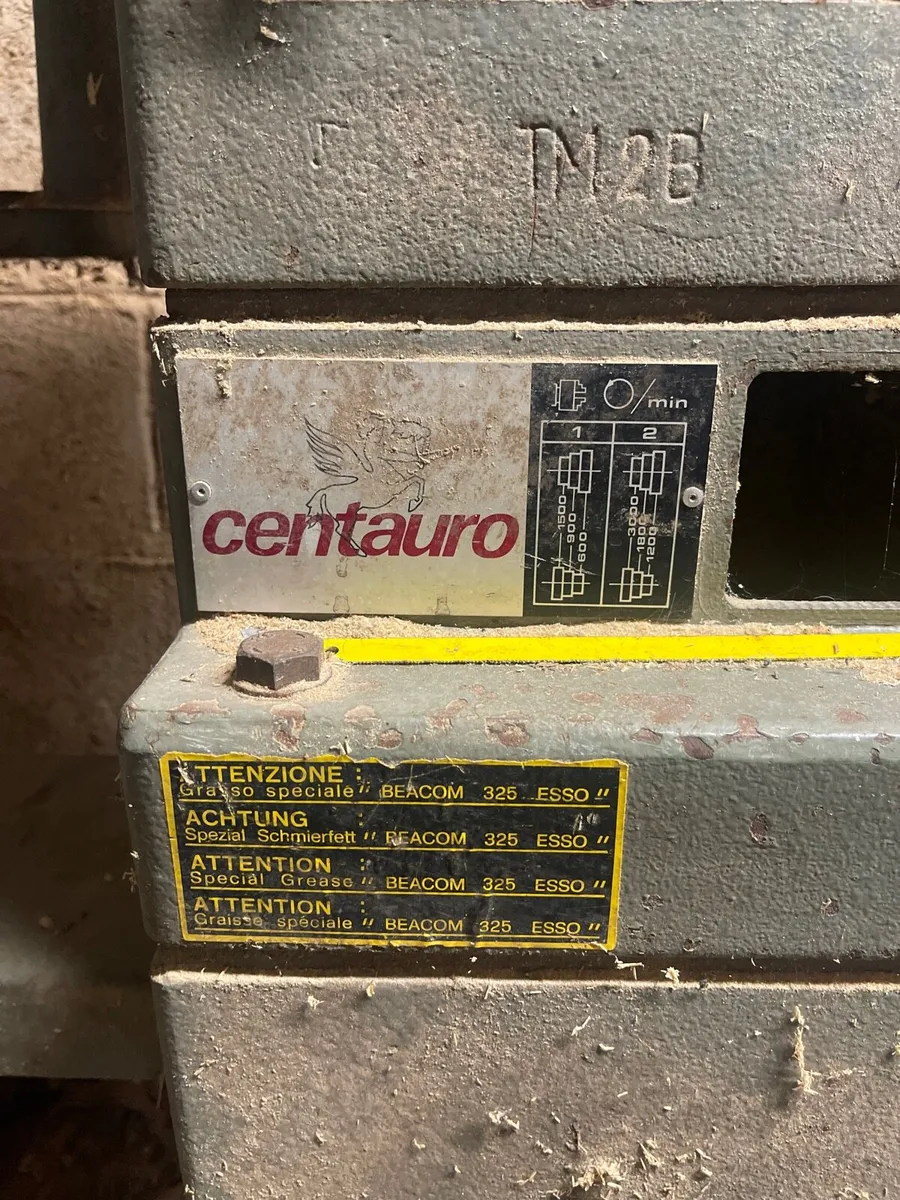 TM2B
centauro
/min
1 2
1500 3000
900 1800
600 1200
ATTENZIONE :
Grasso speciale " BEACOM 325 ESSO "
ACHTUNG :
Spezial Schmierfett " BEACOM 325 ESSO "
ATTENTION :
Special Grease " BEACOM 325 ESSO "
ATTENTION :
Graisse spéciale " BEACOM 325 ESSO "